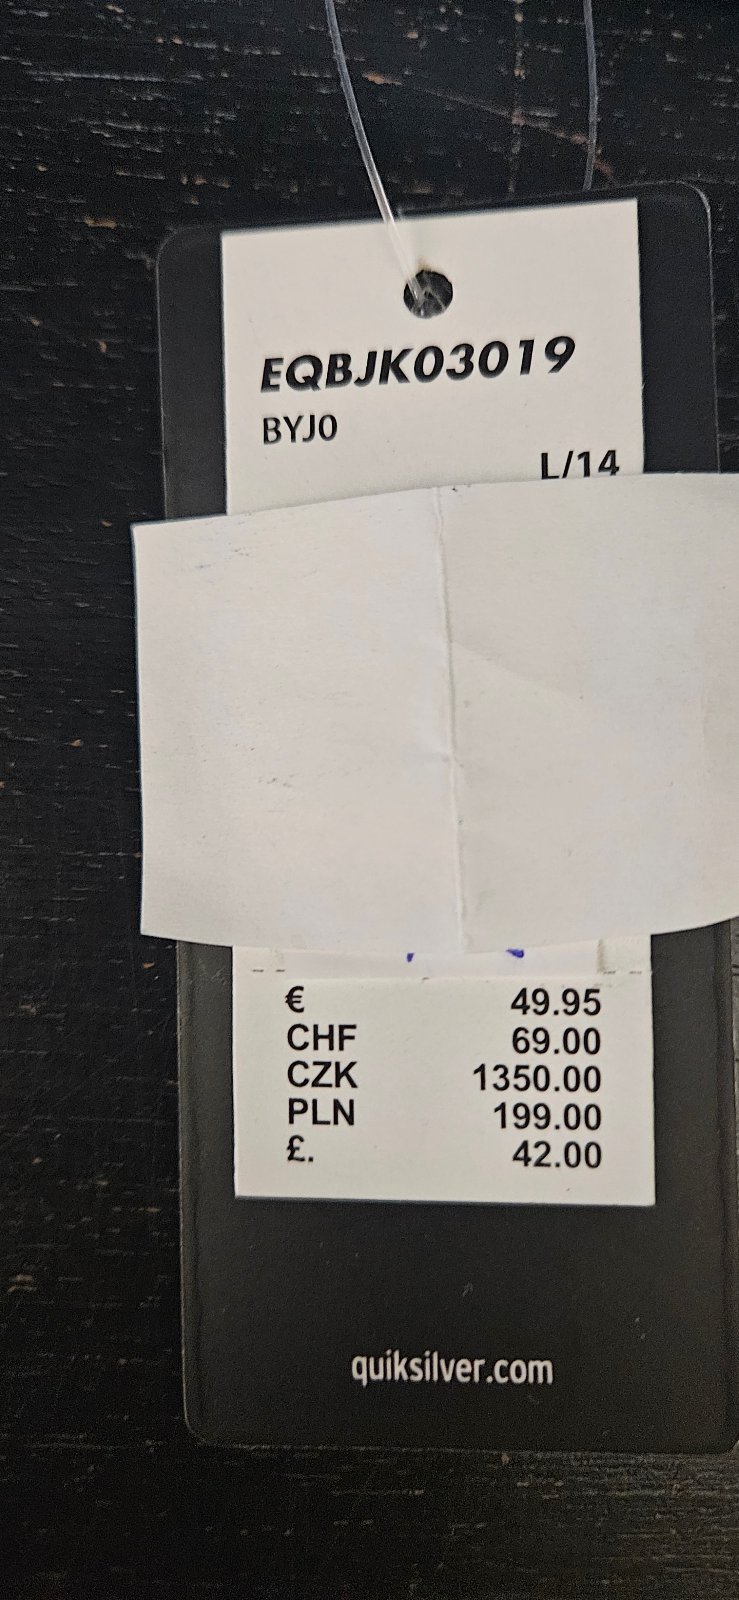 EQBJK03019
BYJ0
L/14
€ 49.95
CHF 69.00
CZK 1350.00
PLN 199.00
£. 42.00
quiksilver.com